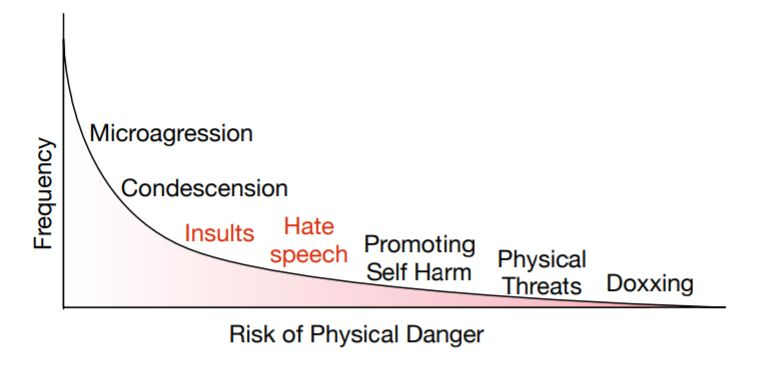 Frequency
Microagression
Condescension
Insults
Hate
speech
Promoting
Self Harm
Physical
Threats
Doxxing
Risk of Physical Danger